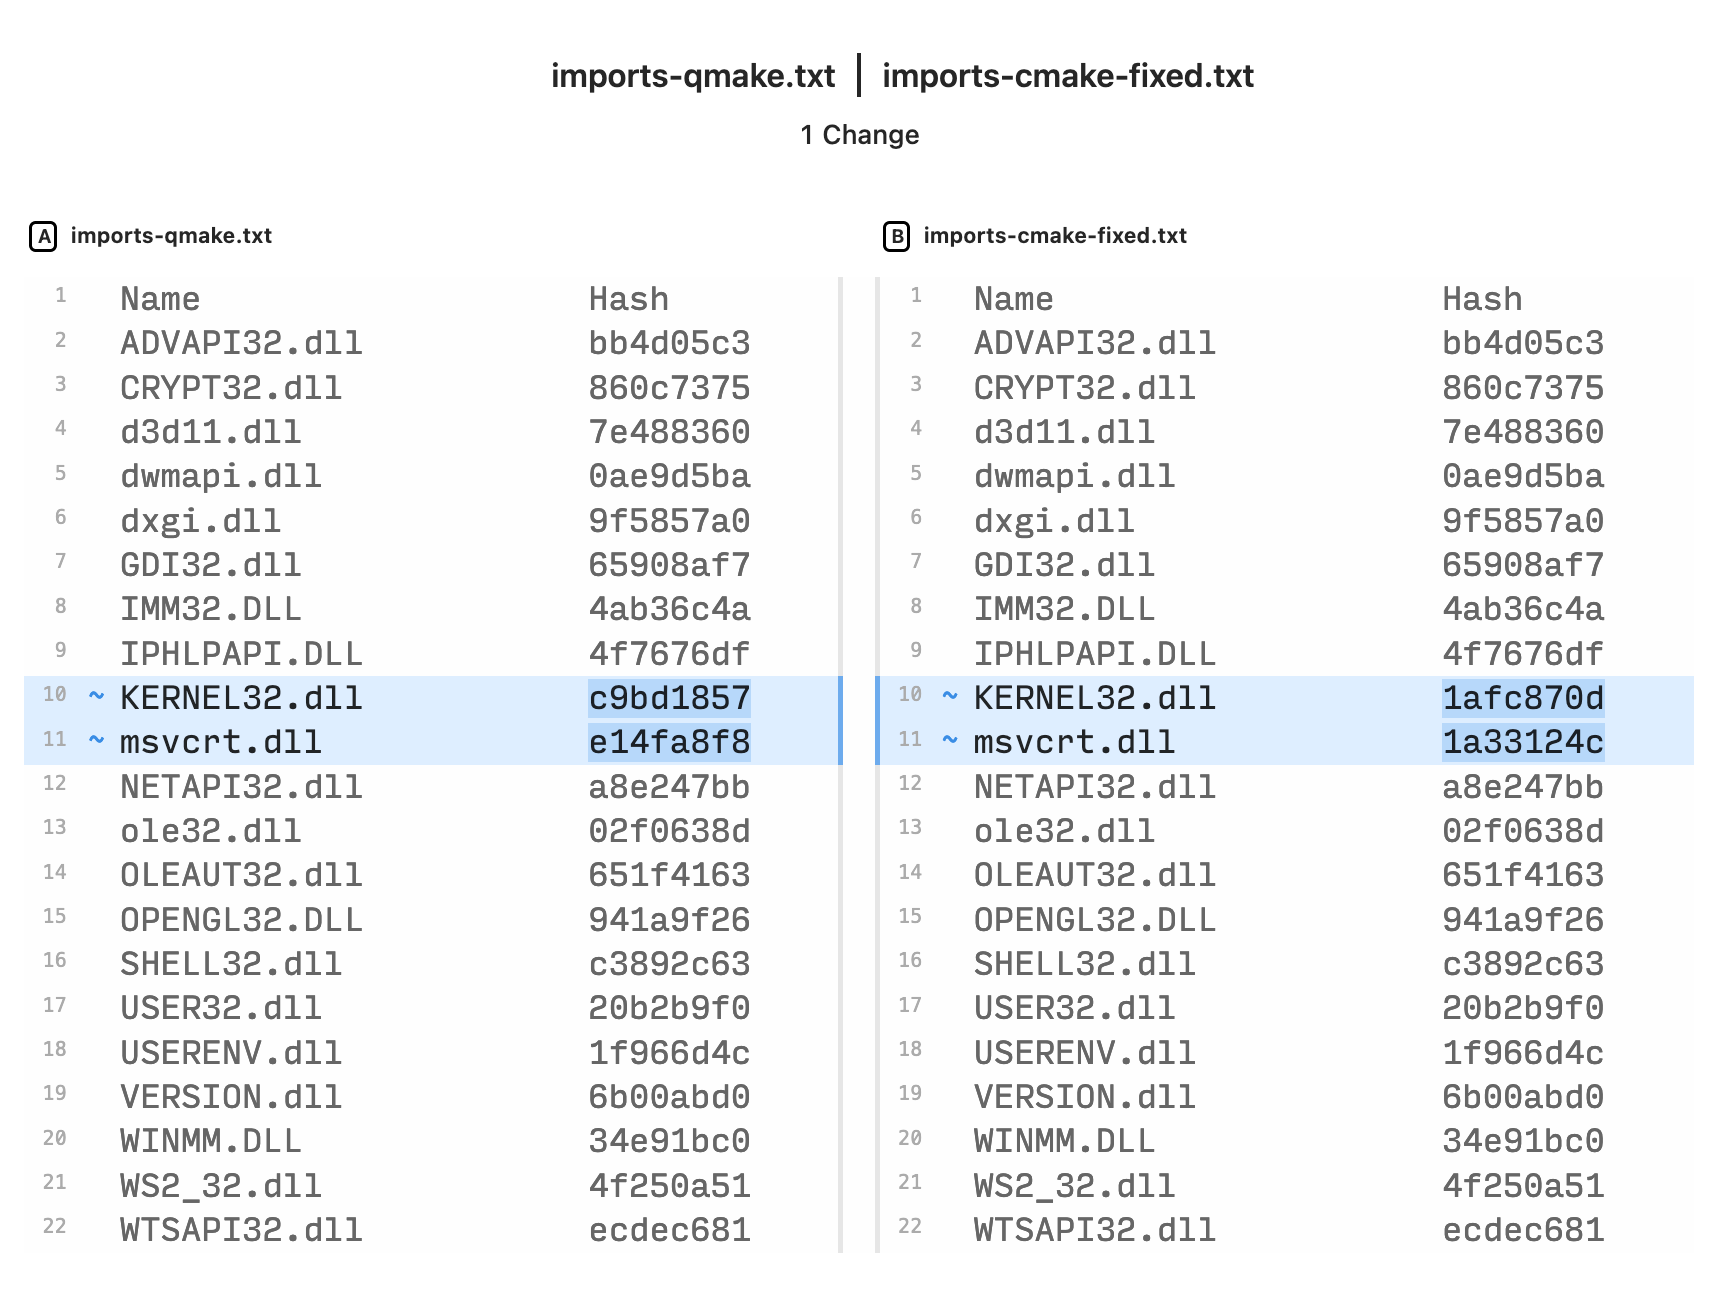 imports-qmake.txt | imports-cmake-fixed.txt
1 Change
A imports-qmake.txt
1 Name Hash
2 ADVAPI32.dll bb4d05c3
3 CRYPT32.dll 860c7375
4 d3d11.dll 7e488360
5 dwmapi.dll 0ae9d5ba
6 dxgi.dll 9f5857a0
7 GDI32.dll 65908af7
8 IMM32.DLL 4ab36c4a
9 IPHLPAPI.DLL 4f7676df
10 ~ KERNEL32.dll c9bd1857
11 ~ msvcrt.dll e14fa8f8
12 NETAPI32.dll a8e247bb
13 ole32.dll 02f0638d
14 OLEAUT32.dll 651f4163
15 OPENGL32.DLL 941a9f26
16 SHELL32.dll c3892c63
17 USER32.dll 20b2b9f0
18 USERENV.dll 1f966d4c
19 VERSION.dll 6b00abd0
20 WINMM.DLL 34e91bc0
21 WS2_32.dll 4f250a51
22 WTSAPI32.dll ecdec681
B imports-cmake-fixed.txt
1 Name Hash
2 ADVAPI32.dll bb4d05c3
3 CRYPT32.dll 860c7375
4 d3d11.dll 7e488360
5 dwmapi.dll 0ae9d5ba
6 dxgi.dll 9f5857a0
7 GDI32.dll 65908af7
8 IMM32.DLL 4ab36c4a
9 IPHLPAPI.DLL 4f7676df
10 ~ KERNEL32.dll 1afc870d
11 ~ msvcrt.dll 1a33124c
12 NETAPI32.dll a8e247bb
13 ole32.dll 02f0638d
14 OLEAUT32.dll 651f4163
15 OPENGL32.DLL 941a9f26
16 SHELL32.dll c3892c63
17 USER32.dll 20b2b9f0
18 USERENV.dll 1f966d4c
19 VERSION.dll 6b00abd0
20 WINMM.DLL 34e91bc0
21 WS2_32.dll 4f250a51
22 WTSAPI32.dll ecdec681